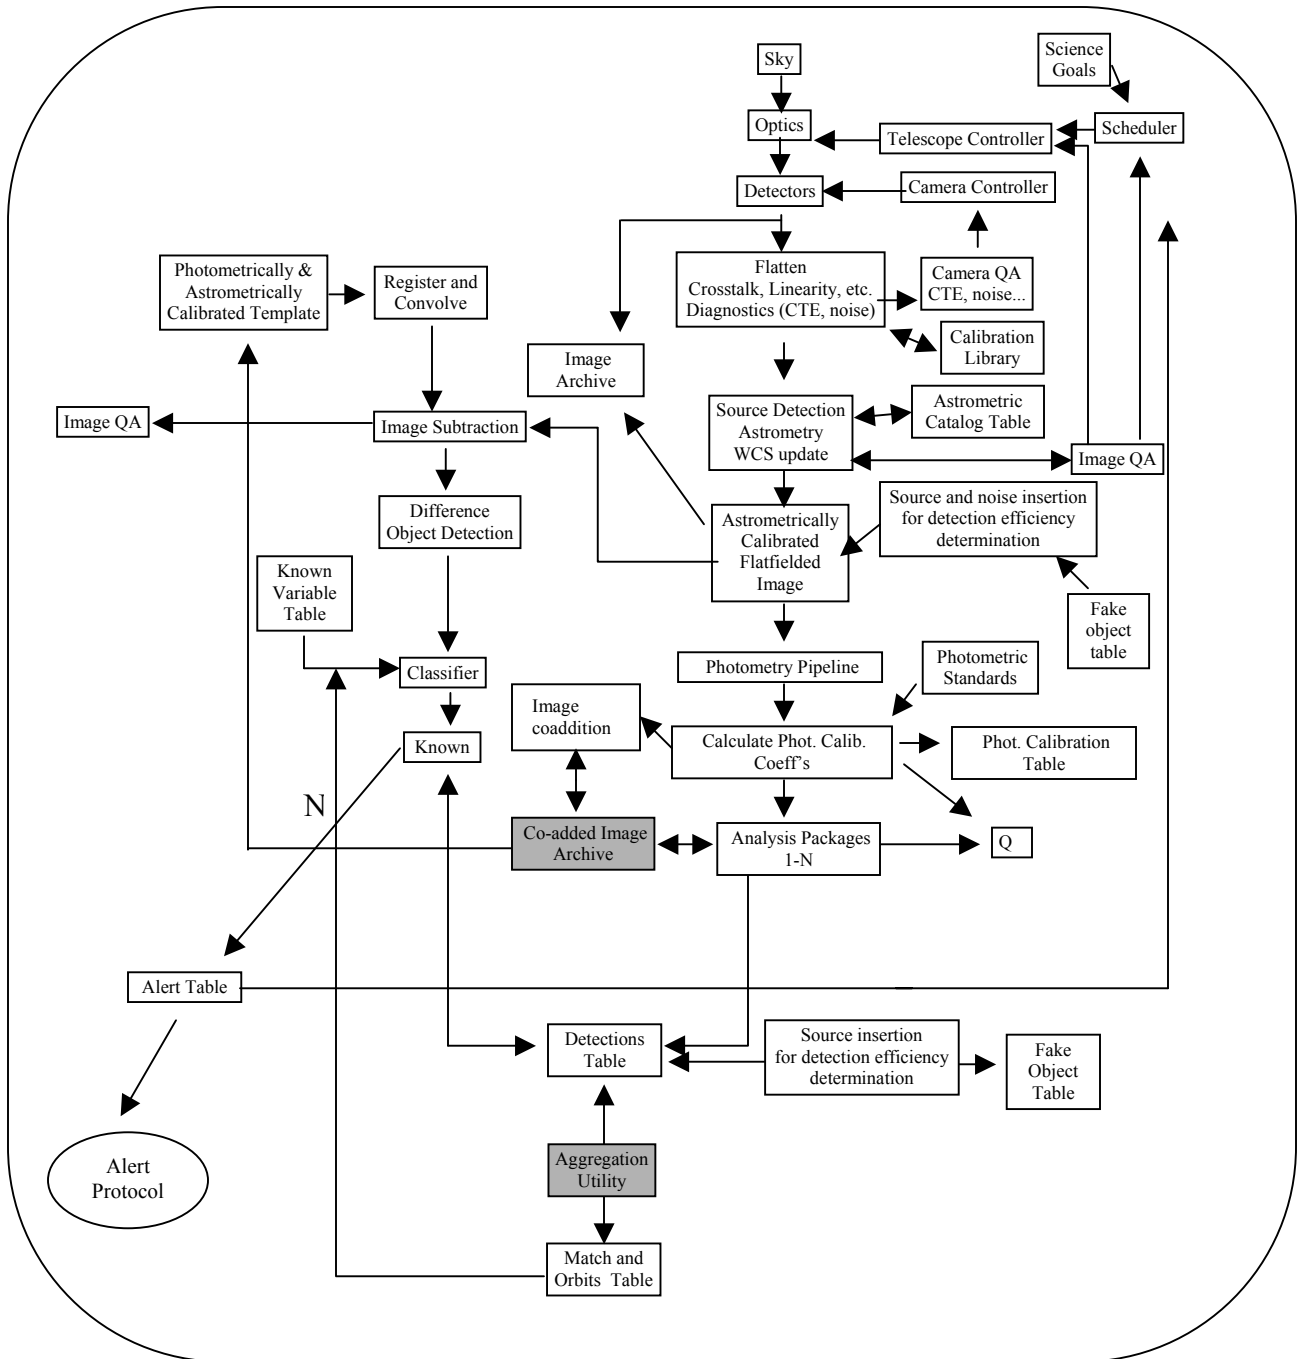 Sky
Science
Goals
Optics
Telescope Controller
Scheduler
Detectors
Camera Controller
Photometrically &
Astrometrically
Calibrated Template
Register and
Convolve
Flatten
Crosstalk, Linearity, etc.
Diagnostics (CTE, noise)
Camera QA
CTE, noise...
Calibration
Library
Image
Archive
Image QA
Image Subtraction
Source Detection
Astrometry
WCS update
Astrometric
Catalog Table
Image QA
Difference
Object Detection
Astrometrically
Calibrated
Flatfielded
Image
Source and noise insertion
for detection efficiency
determination
Known
Variable
Table
Fake
object
table
Classifier
Photometry Pipeline
Photometric
Standards
Image
coaddition
Known
Calculate Phot. Calib.
Coeff's
Phot. Calibration
Table
N
Co-added Image
Archive
Analysis Packages
1-N
Q
Alert Table
Detections
Table
Source insertion
for detection efficiency
determination
Fake
Object
Table
Alert
Protocol
Aggregation
Utility
Match and
Orbits Table